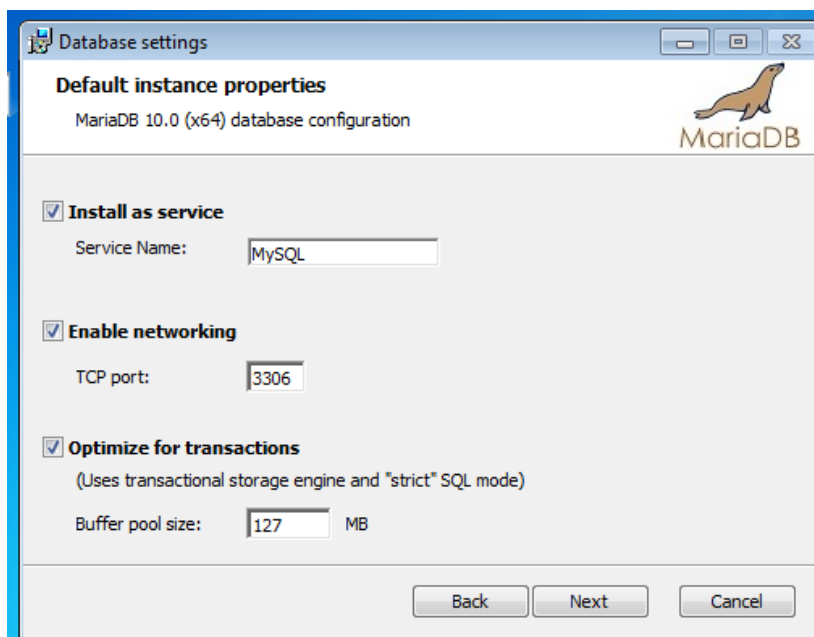 Database settings
Default instance properties
MariaDB 10.0 (x64) database configuration
MariaDB
Install as service
Service Name: MySQL
Enable networking
TCP port: 3306
Optimize for transactions
(Uses transactional storage engine and "strict" SQL mode)
Buffer pool size: 127 MB
Back Next Cancel